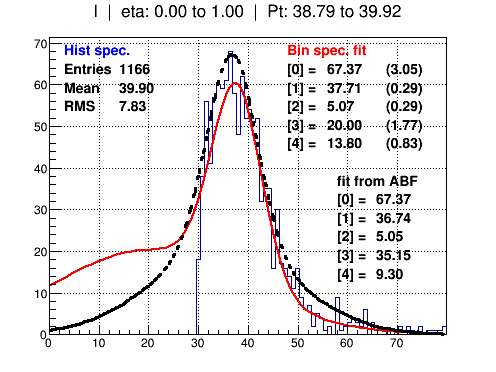 I | eta: 0.00 to 1.00 | Pt: 38.79 to 39.92
Hist spec.
Entries 1166
Mean 39.90
RMS 7.83
Bin spec. fit
[0] = 67.37 (3.05)
[1] = 37.71 (0.29)
[2] = 5.07 (0.29)
[3] = 20.00 (1.77)
[4] = 13.80 (0.83)
fit from ABF
[0] = 67.37
[1] = 36.74
[2] = 5.05
[3] = 35.15
[4] = 9.30
70
60
50
40
30
20
10
0
0 10 20 30 40 50 60 70